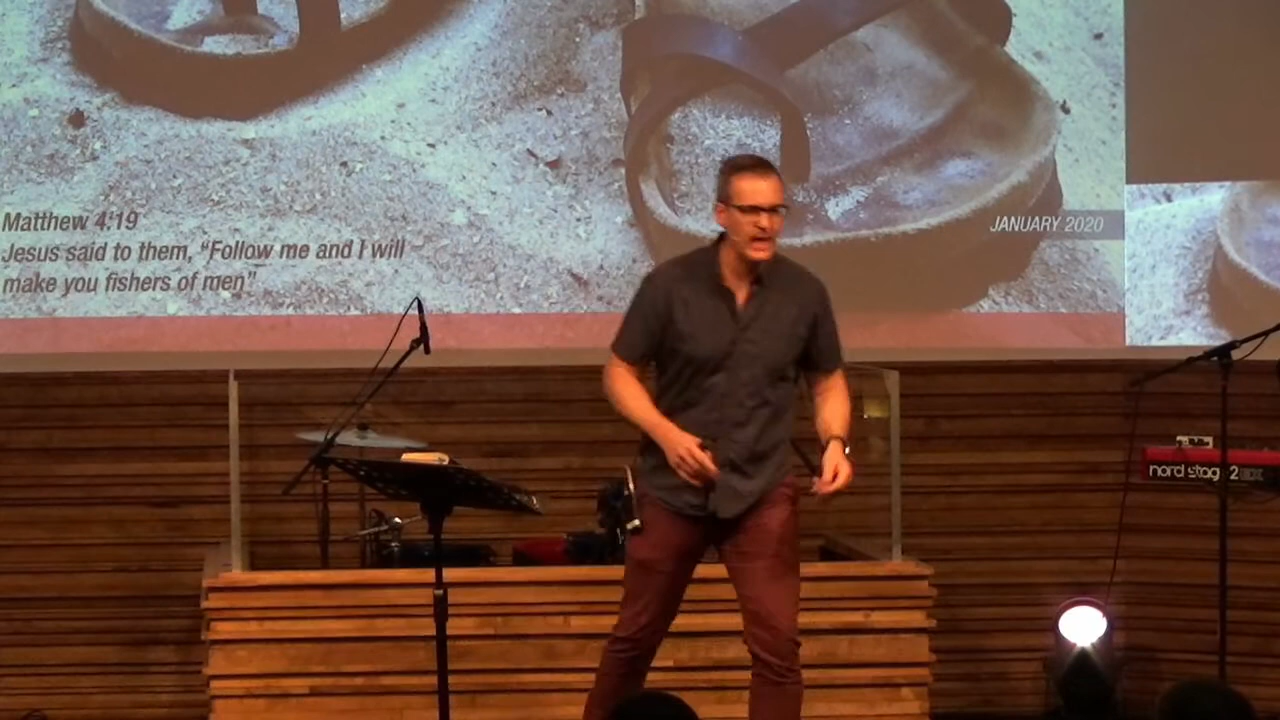 Matthew 4:19
Jesus said to them, “Follow me and I will
make you fishers of men”
JANUARY 2020
nord stage 2 EX